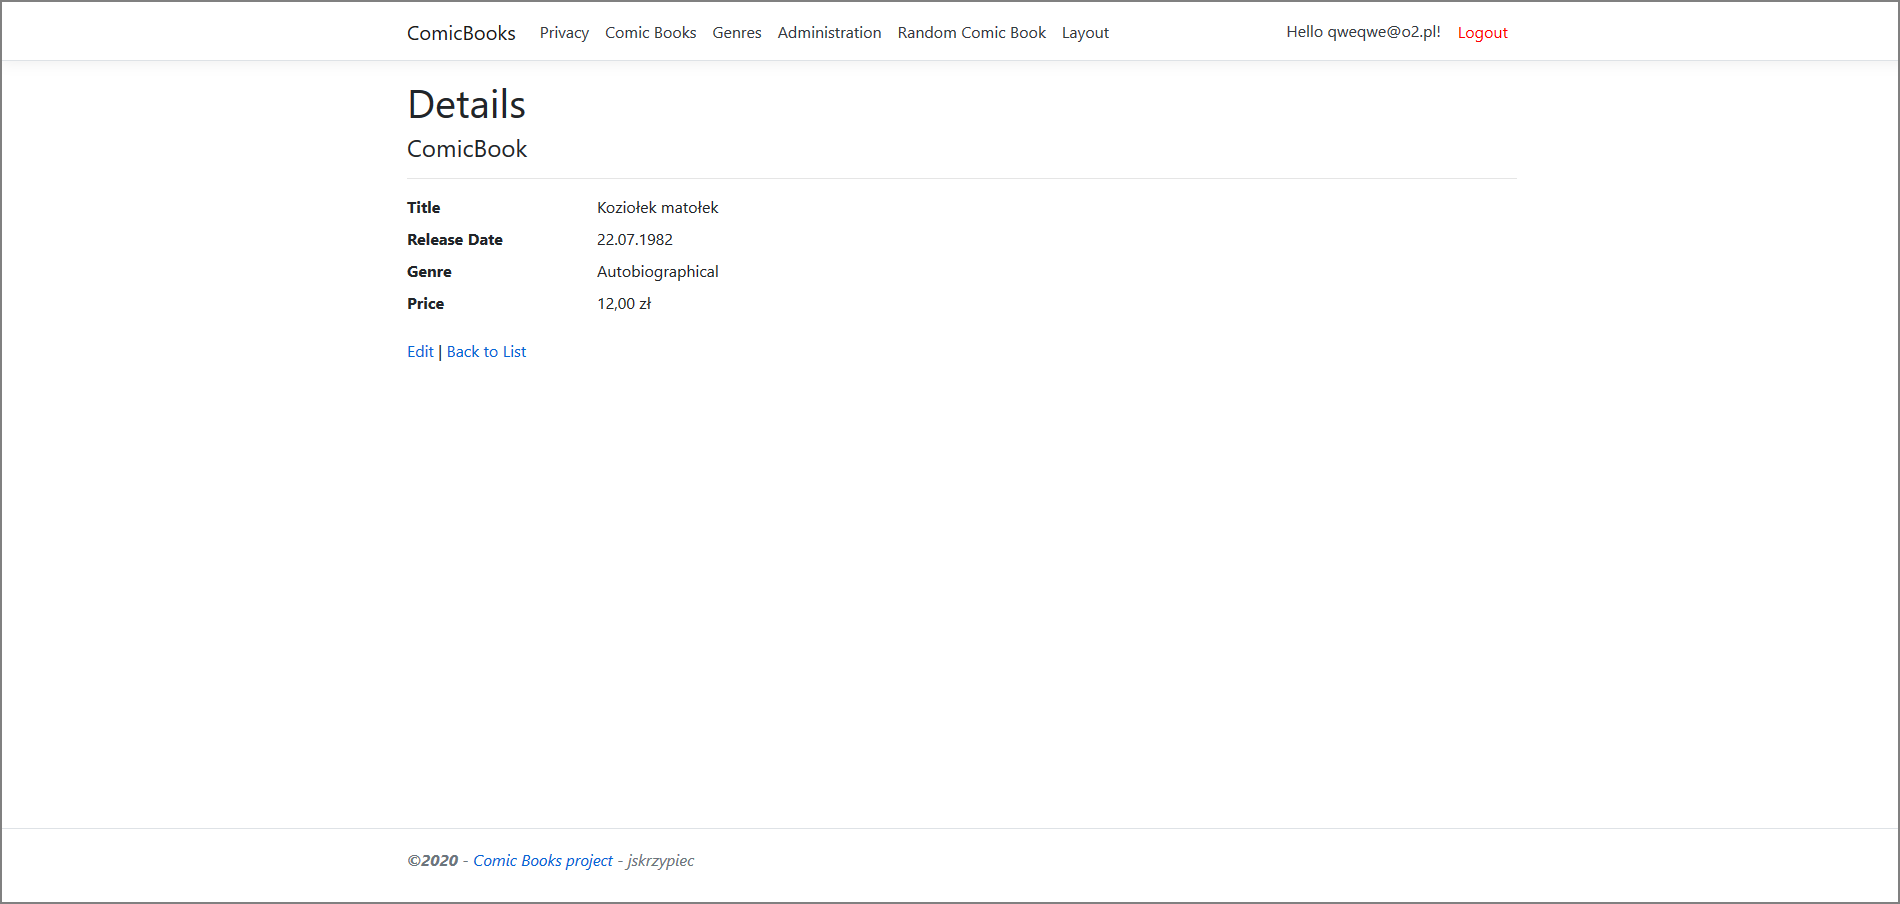 ComicBooks Privacy Comic Books Genres Administration Random Comic Book Layout Hello qweqwe@o2.pl! Logout
Details
ComicBook
Title Koziołek matołek
Release Date 22.07.1982
Genre Autobiographical
Price 12,00 zł
Edit | Back to List
©2020 - Comic Books project - jskrzypiec